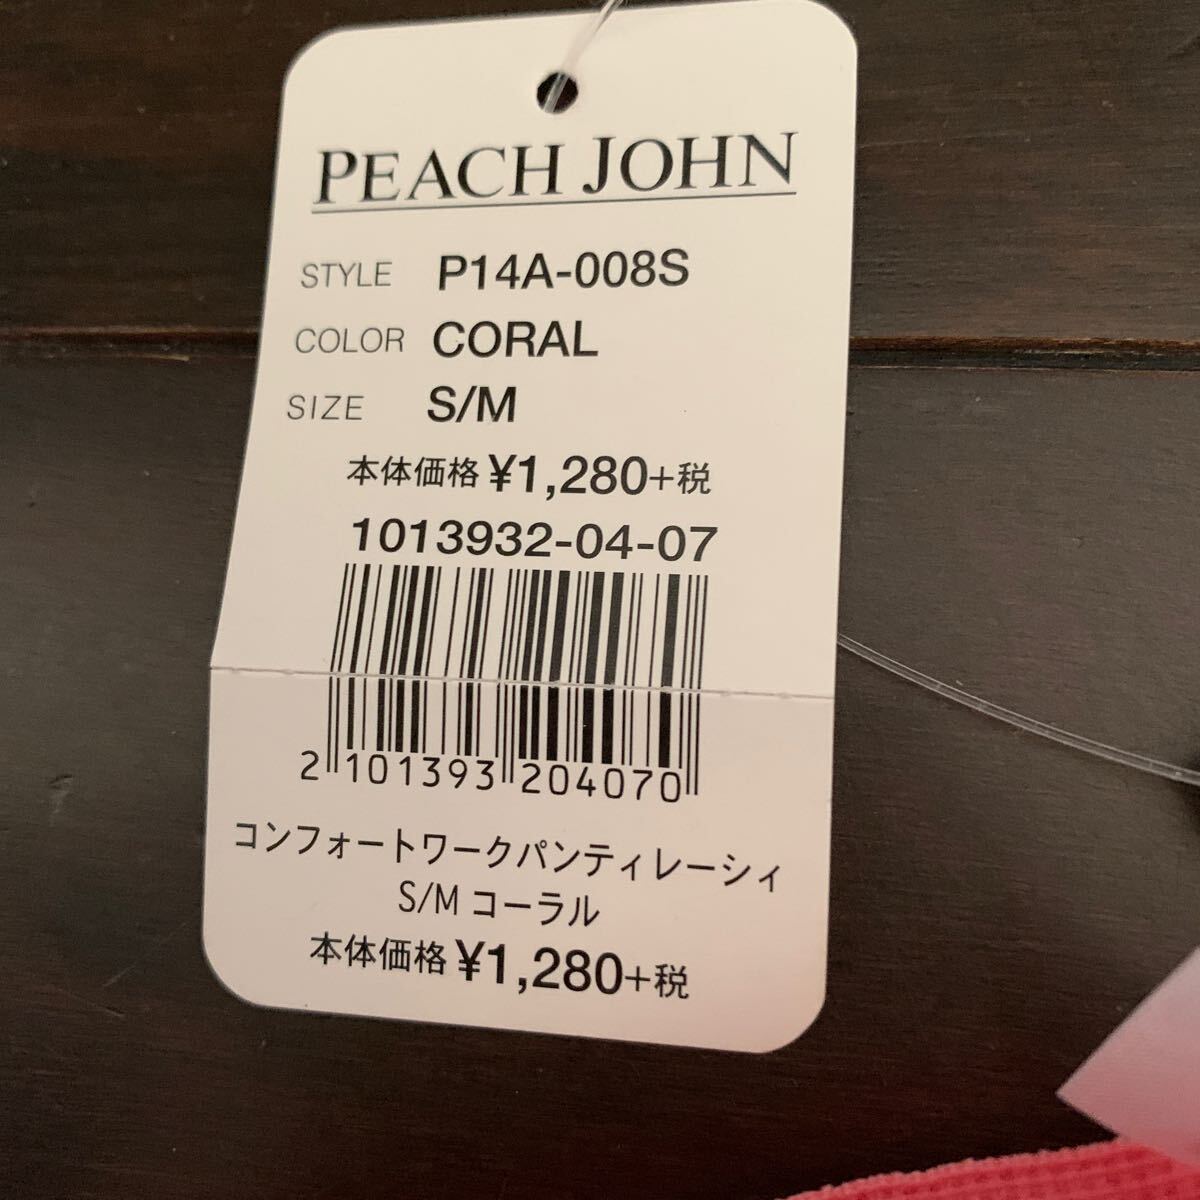 PEACH JOHN
STYLE P14A-008S
COLOR CORAL
SIZE S/M
本体価格 ¥1,280+税
1013932-04-07
2 101393 204070
コンフォートワークパンティレーシィ
S/M コーラル
本体価格 ¥1,280+税